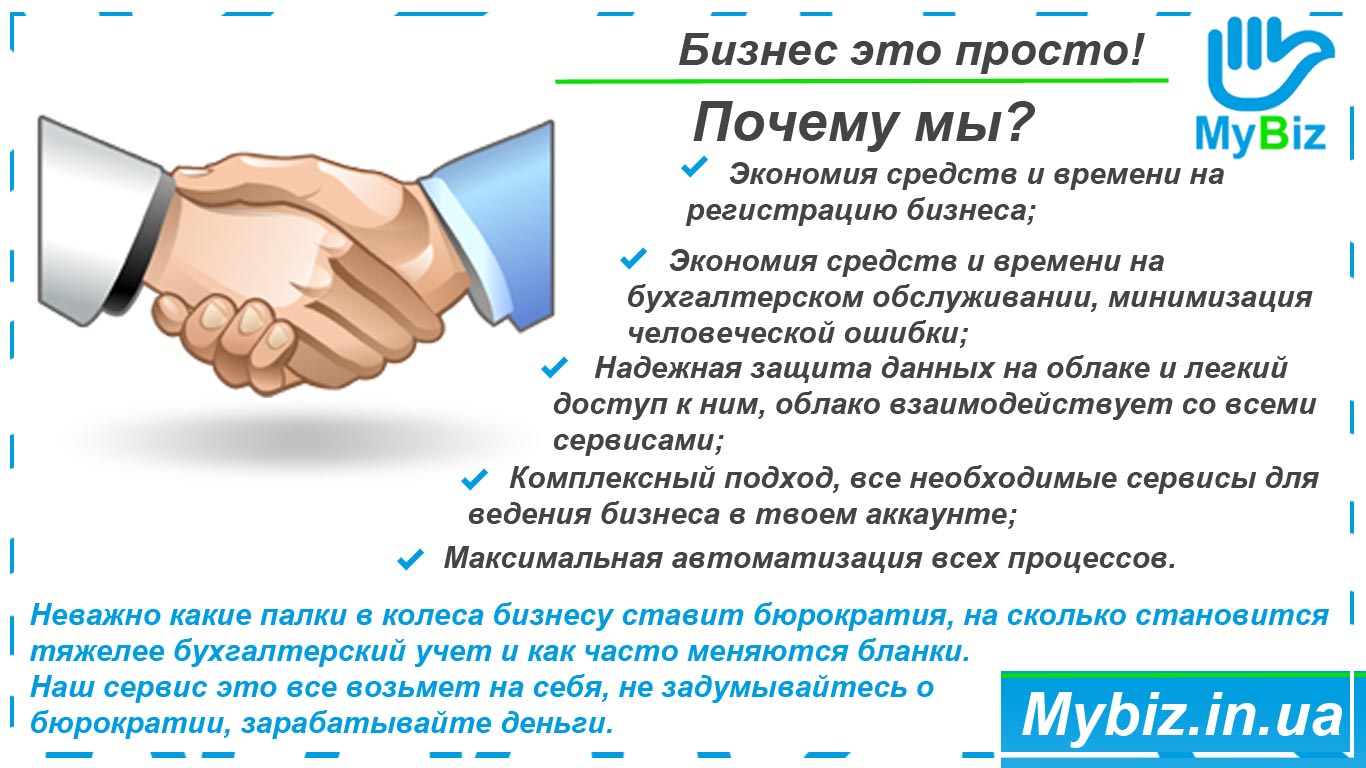 Бизнес это просто!
MyBiz
Почему мы?
Экономия средств и времени на
регистрацию бизнеса;
Экономия средств и времени на
бухгалтерском обслуживании, минимизация
человеческой ошибки;
Надежная защита данных на облаке и легкий
доступ к ним, облако взаимодействует со всеми
сервисами;
Комплексный подход, все необходимые сервисы для
ведения бизнеса в твоем аккаунте;
Максимальная автоматизация всех процессов.
Неважно какие палки в колеса бизнесу ставит бюрократия, на сколько становится
тяжелее бухгалтерский учет и как часто меняются бланки.
Наш сервис это все возьмет на себя, не задумывайтесь о
бюрократии, зарабатывайте деньги.
Mybiz.in.ua